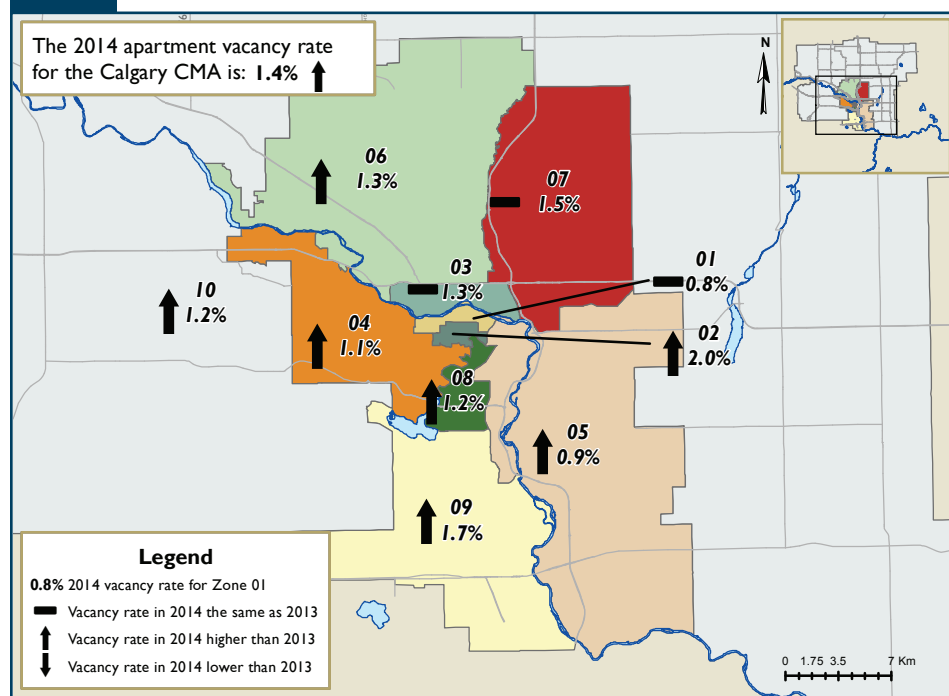 The 2014 apartment vacancy rate
for the Calgary CMA is: 1.4%
N
06
1.3%
07
1.5%
03
1.3%
01
0.8%
10
1.2%
04
1.1%
02
2.0%
08
1.2%
05
0.9%
09
1.7%
Legend
0.8% 2014 vacancy rate for Zone 01
Vacancy rate in 2014 the same as 2013
Vacancy rate in 2014 higher than 2013
Vacancy rate in 2014 lower than 2013
0 1.75 3.5 7 Km